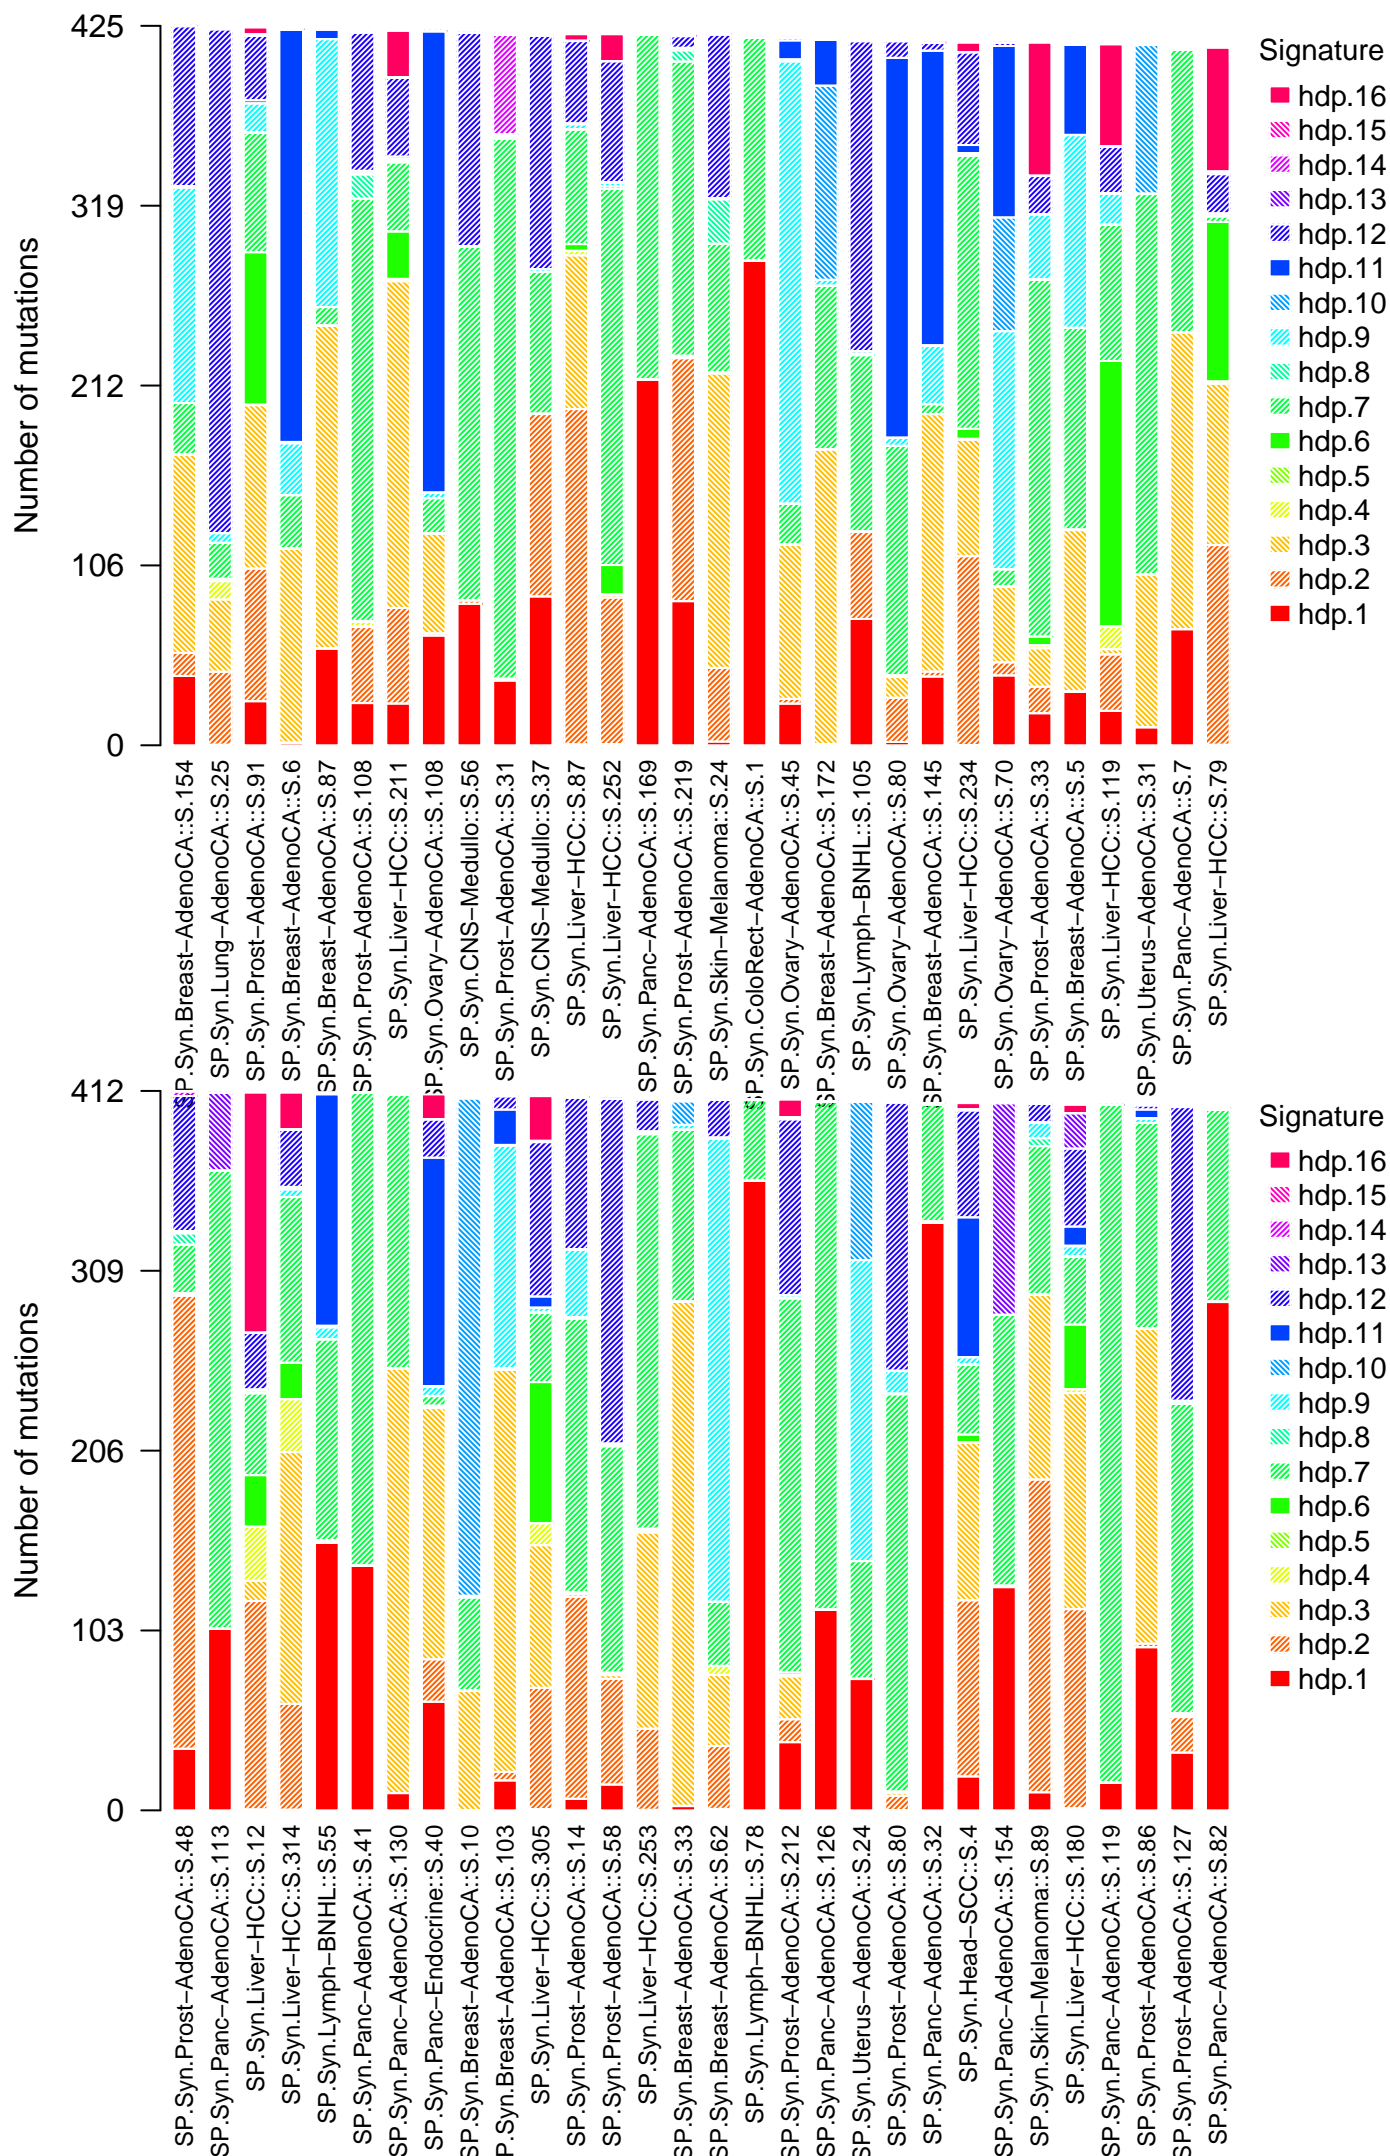 Number of mutations
425
319
212
106
0
Signature
hdp.16
hdp.15
hdp.14
hdp.13
hdp.12
hdp.11
hdp.10
hdp.9
hdp.8
hdp.7
hdp.6
hdp.5
hdp.4
hdp.3
hdp.2
hdp.1
SP.Syn.Breast−AdenoCA::S.154
SP.Syn.Lung−AdenoCA::S.25
SP.Syn.Prost−AdenoCA::S.91
SP.Syn.Breast−AdenoCA::S.6
SP.Syn.Breast−AdenoCA::S.87
SP.Syn.Prost−AdenoCA::S.108
SP.Syn.Liver−HCC::S.211
SP.Syn.Ovary−AdenoCA::S.108
SP.Syn.CNS−Medullo::S.56
SP.Syn.Prost−AdenoCA::S.31
SP.Syn.CNS−Medullo::S.37
SP.Syn.Liver−HCC::S.87
SP.Syn.Liver−HCC::S.252
SP.Syn.Panc−AdenoCA::S.169
SP.Syn.Prost−AdenoCA::S.219
SP.Syn.Skin−Melanoma::S.24
SP.Syn.ColoRect−AdenoCA::S.1
SP.Syn.Ovary−AdenoCA::S.45
SP.Syn.Breast−AdenoCA::S.172
SP.Syn.Lymph−BNHL::S.105
SP.Syn.Ovary−AdenoCA::S.80
SP.Syn.Breast−AdenoCA::S.145
SP.Syn.Liver−HCC::S.234
SP.Syn.Ovary−AdenoCA::S.70
SP.Syn.Prost−AdenoCA::S.33
SP.Syn.Breast−AdenoCA::S.5
SP.Syn.Liver−HCC::S.119
SP.Syn.Uterus−AdenoCA::S.31
SP.Syn.Panc−AdenoCA::S.7
SP.Syn.Liver−HCC::S.79
Number of mutations
412
309
206
103
0
Signature
hdp.16
hdp.15
hdp.14
hdp.13
hdp.12
hdp.11
hdp.10
hdp.9
hdp.8
hdp.7
hdp.6
hdp.5
hdp.4
hdp.3
hdp.2
hdp.1
SP.Syn.Prost−AdenoCA::S.48
SP.Syn.Panc−AdenoCA::S.113
SP.Syn.Liver−HCC::S.12
SP.Syn.Liver−HCC::S.314
SP.Syn.Lymph−BNHL::S.55
SP.Syn.Panc−AdenoCA::S.41
SP.Syn.Panc−AdenoCA::S.130
SP.Syn.Panc−Endocrine::S.40
SP.Syn.Breast−AdenoCA::S.10
SP.Syn.Breast−AdenoCA::S.103
SP.Syn.Liver−HCC::S.305
SP.Syn.Prost−AdenoCA::S.14
SP.Syn.Prost−AdenoCA::S.58
SP.Syn.Liver−HCC::S.253
SP.Syn.Breast−AdenoCA::S.33
SP.Syn.Breast−AdenoCA::S.62
SP.Syn.Lymph−BNHL::S.78
SP.Syn.Prost−AdenoCA::S.212
SP.Syn.Panc−AdenoCA::S.126
SP.Syn.Uterus−AdenoCA::S.24
SP.Syn.Prost−AdenoCA::S.80
SP.Syn.Panc−AdenoCA::S.32
SP.Syn.Head−SCC::S.4
SP.Syn.Panc−AdenoCA::S.154
SP.Syn.Skin−Melanoma::S.89
SP.Syn.Liver−HCC::S.180
SP.Syn.Panc−AdenoCA::S.119
SP.Syn.Prost−AdenoCA::S.86
SP.Syn.Prost−AdenoCA::S.127
SP.Syn.Panc−AdenoCA::S.82